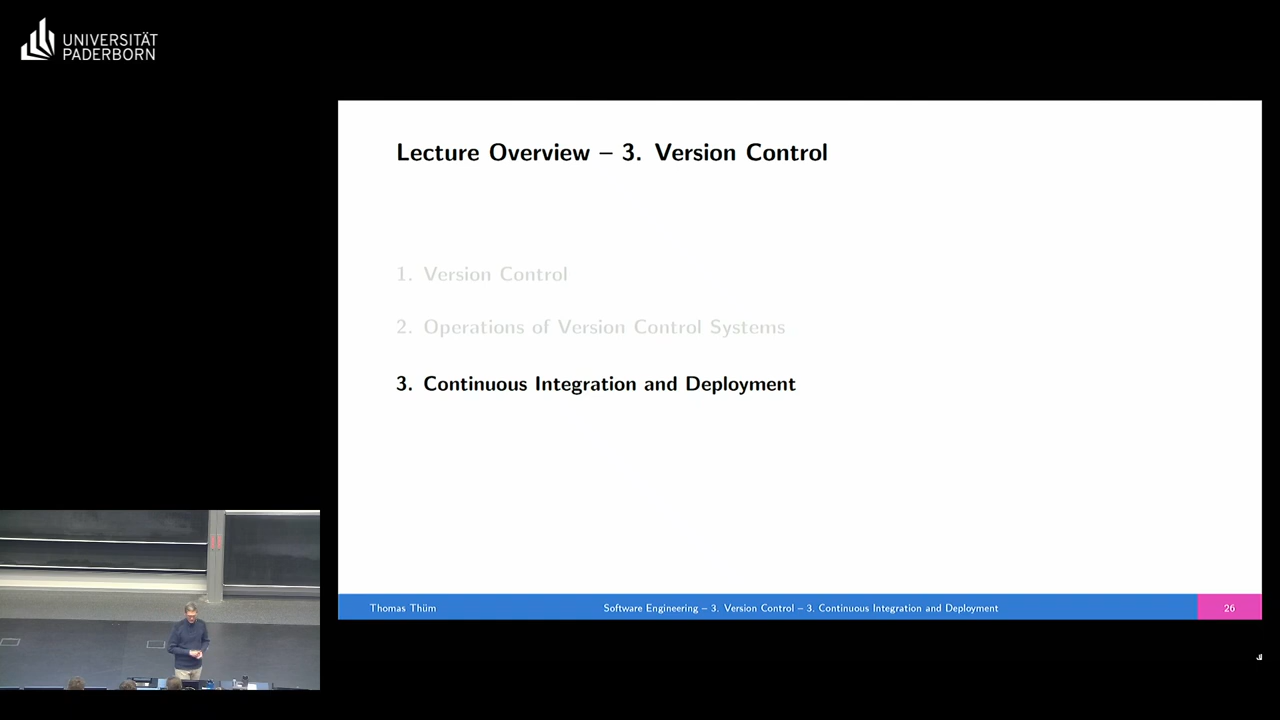 UNIVERSITÄT
PADERBORN
Lecture Overview – 3. Version Control
1. Version Control
2. Operations of Version Control Systems
3. Continuous Integration and Deployment
Thomas Thüm
Software Engineering – 3. Version Control – 3. Continuous Integration and Deployment
26